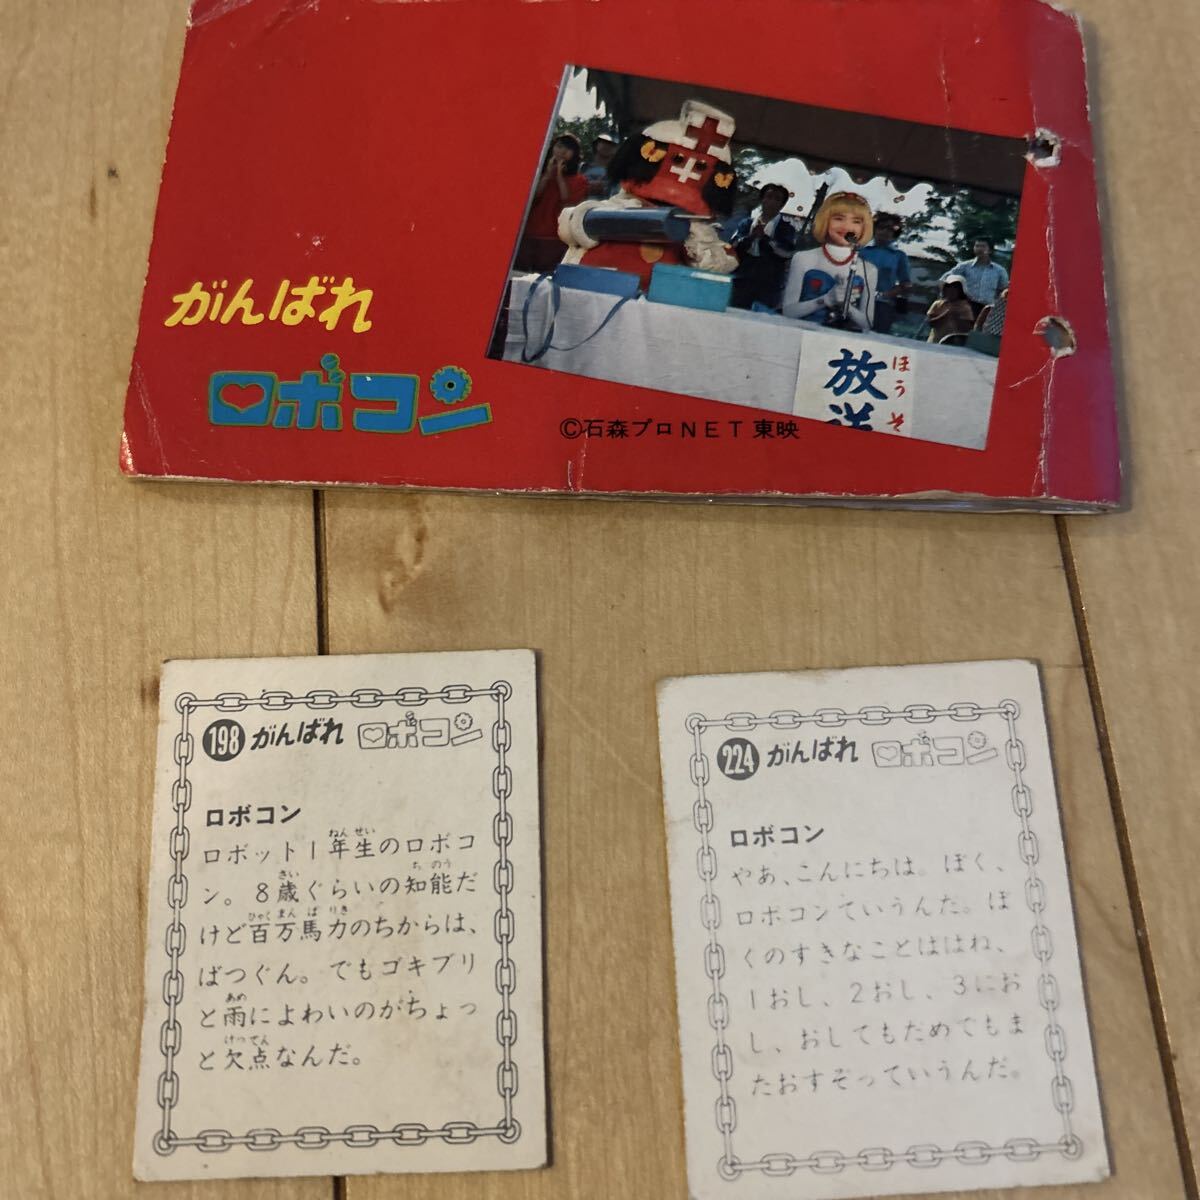 がんばれ
ロボコン
©石森プロNET東映
放送
ほうそ
198 がんばれ ロボコン
ロボコン
ロボット1年生のロボコ
ン。8歳ぐらいの知能だ
けど百万馬力のちからは、
ばつぐん。でもゴキブリ
と雨によわいのがちょっ
と欠点なんだ。
224 がんばれ ロボコン
ロボコン
やあ、こんにちは。ぼく、
ロボコンていうんだ。ぼ
くのすきなことははね、
1おし、2おし、3にお
し、おしてもだめでもま
たおすぞっていうんだ。